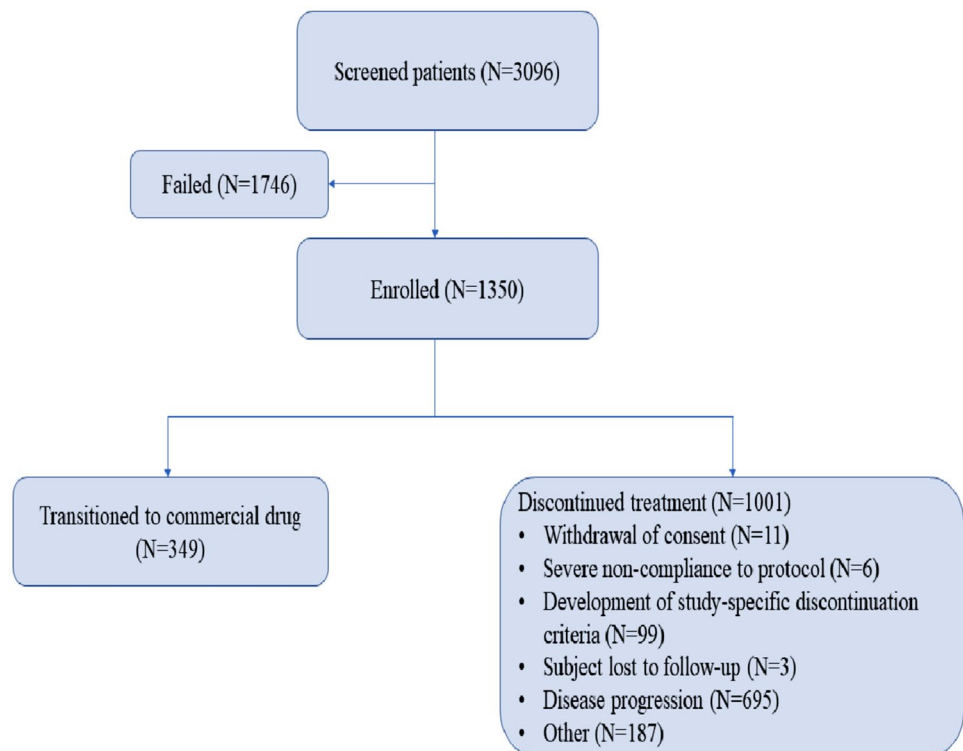 Screened patients (N=3096)
Failed (N=1746)
Enrolled (N=1350)
Transitioned to commercial drug
(N=349)
Discontinued treatment (N=1001)
• Withdrawal of consent (N=11)
• Severe non-compliance to protocol (N=6)
• Development of study-specific discontinuation
criteria (N=99)
• Subject lost to follow-up (N=3)
• Disease progression (N=695)
• Other (N=187)